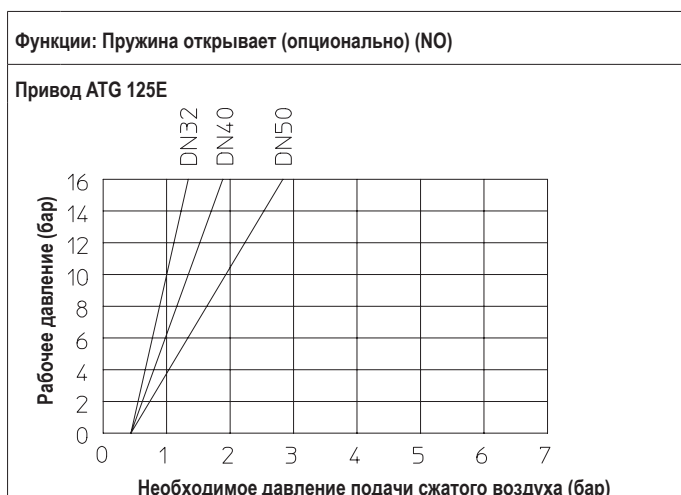 Функции: Пружина открывает (опционально) (NO)
Привод ATG 125E
DN32
DN40
DN50
Рабочее давление (бар)
16
14
12
10
8
6
4
2
0
0 1 2 3 4 5 6 7
Необходимое давление подачи сжатого воздуха (бар)